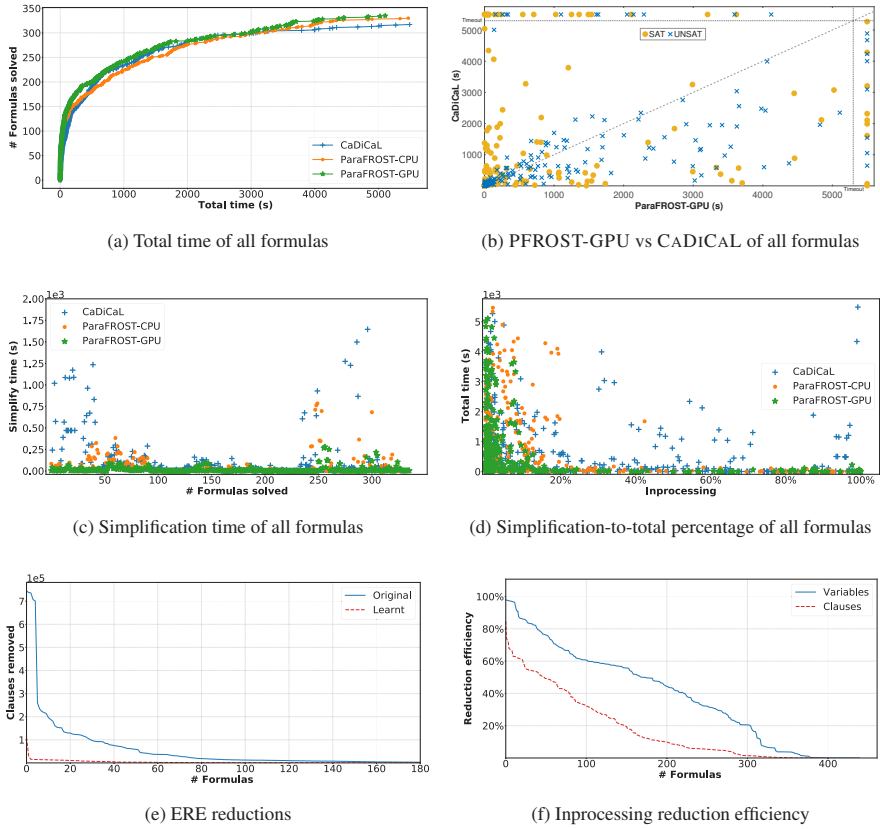 350
300
250
200
150
100
50
0
# Formulas solved
CaDiCaL
ParaFROST-CPU
ParaFROST-GPU
0 1000 2000 3000 4000 5000
Total time (s)
(a) Total time of all formulas
Timeout
5000
4000
3000
2000
1000
0
CaDiCaL (s)
SAT UNSAT
0 1000 2000 3000 4000 5000
Timeout
ParaFROST-GPU (s)
(b) PFROST-GPU vs CADICAL of all formulas
1e3
2.00
1.75
1.50
1.25
1.00
0.75
0.50
0.25
0.00
Simplify time (s)
CaDiCaL
ParaFROST-CPU
ParaFROST-GPU
50 100 150 200 250 300
# Formulas solved
(c) Simplification time of all formulas
1e3
5
4
3
2
1
0
Total time (s)
CaDiCaL
ParaFROST-CPU
ParaFROST-GPU
20% 40% 60% 80% 100%
Inprocessing
(d) Simplification-to-total percentage of all formulas
1e5
7
6
5
4
3
2
1
Clauses removed
Original
Learnt
0 20 40 60 80 100 120 140 160 180
# Formulas
(e) ERE reductions
100%
80%
60%
40%
20%
Reduction efficiency
Variables
Clauses
0 100 200 300 400
# Formulas
(f) Inprocessing reduction efficiency